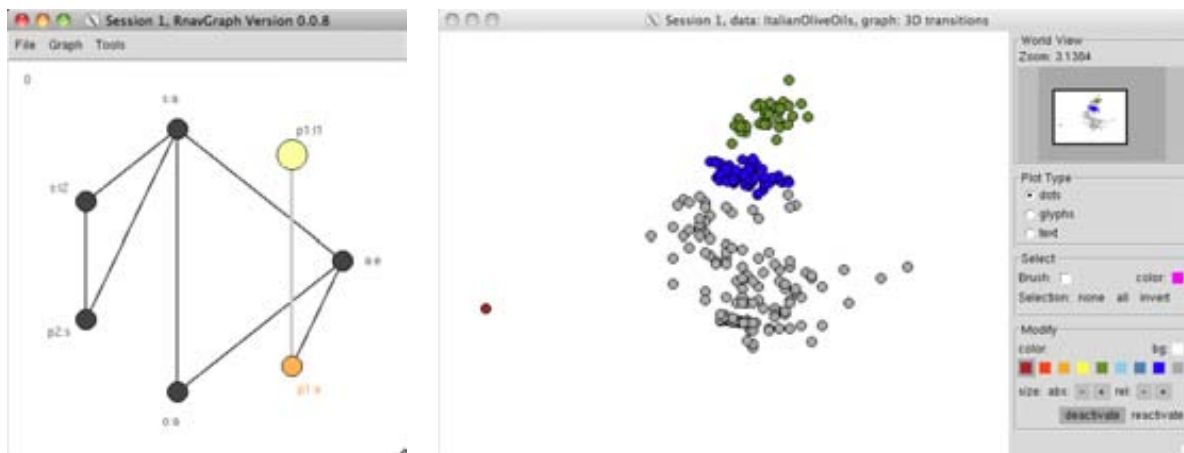 Session 1, RnavGraph Version 0.0.8
File Graph Tools
0
s:a
p1:l1
s:l2
a:e
p2:s
p1:s
o:a
Session 1, data: ItalianOliveOils, graph: 3D transitions
World View
Zoom: 3.1384
Plot Type
dots
glyphs
text
Select
Brush: color:
Selection: none all invert
Modify
color: bg:
size: abs: - + rel: - +
deactivate reactivate